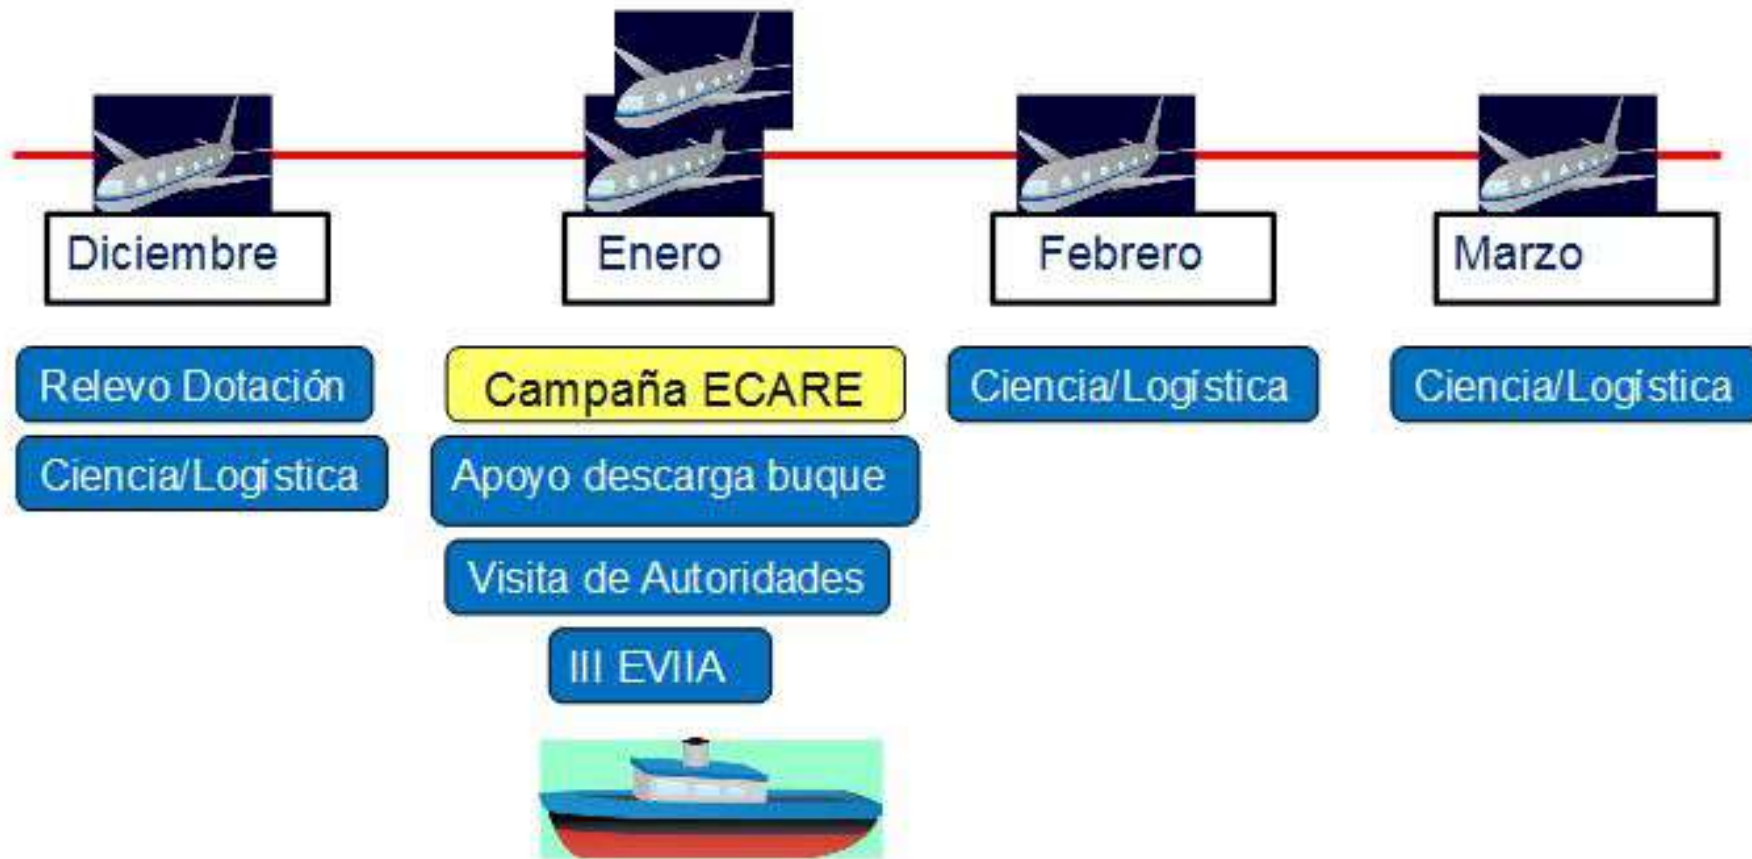 Diciembre
Enero
Febrero
Marzo
Relevo Dotación
Campaña ECARE
Ciencia/Logística
Ciencia/Logística
Ciencia/Logística
Apoyo descarga buque
Visita de Autoridades
III EVIIA